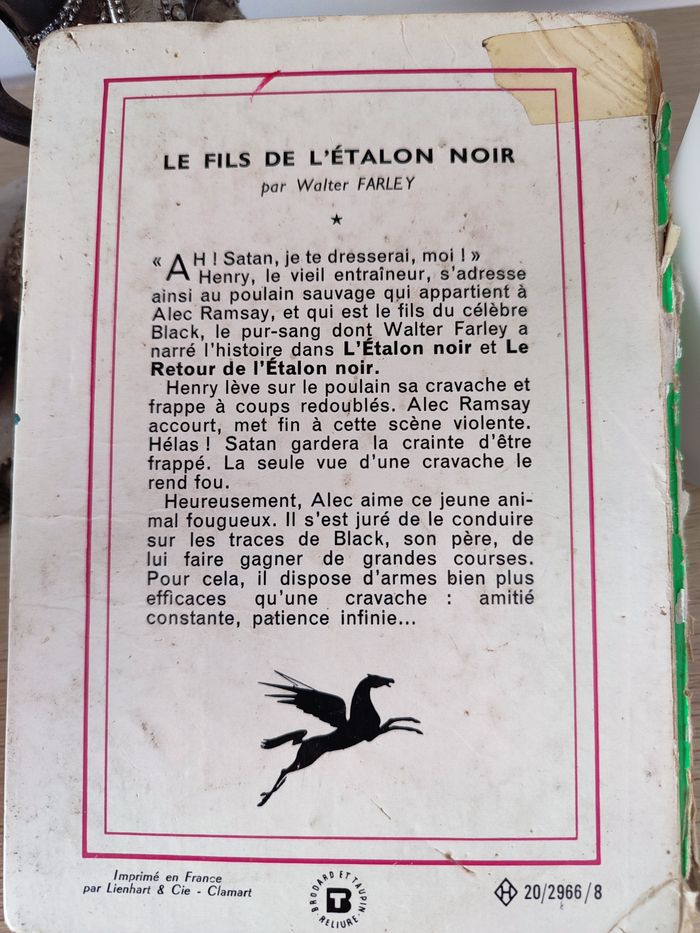 LE FILS DE L'ÉTALON NOIR
par Walter FARLEY
« AH ! Satan, je te dresserai, moi ! »
Henry, le vieil entraîneur, s'adresse
ainsi au poulain sauvage qui appartient à
Alec Ramsay, et qui est le fils du célèbre
Black, le pur-sang dont Walter Farley a
narré l'histoire dans L'Étalon noir et Le
Retour de l'Étalon noir.
Henry lève sur le poulain sa cravache et
frappe à coups redoublés. Alec Ramsay
accourt, met fin à cette scène violente.
Hélas ! Satan gardera la crainte d'être
frappé. La seule vue d'une cravache le
rend fou.
Heureusement, Alec aime ce jeune ani-
mal fougueux. Il s'est juré de le conduire
sur les traces de Black, son père, de
lui faire gagner de grandes courses.
Pour cela, il dispose d'armes bien plus
efficaces qu'une cravache : amitié
constante, patience infinie...
Imprimé en France
par Lienhart & Cie - Clamart
BRODARD ET TAUPIN
BT
RELIURE
H 20/2966/8